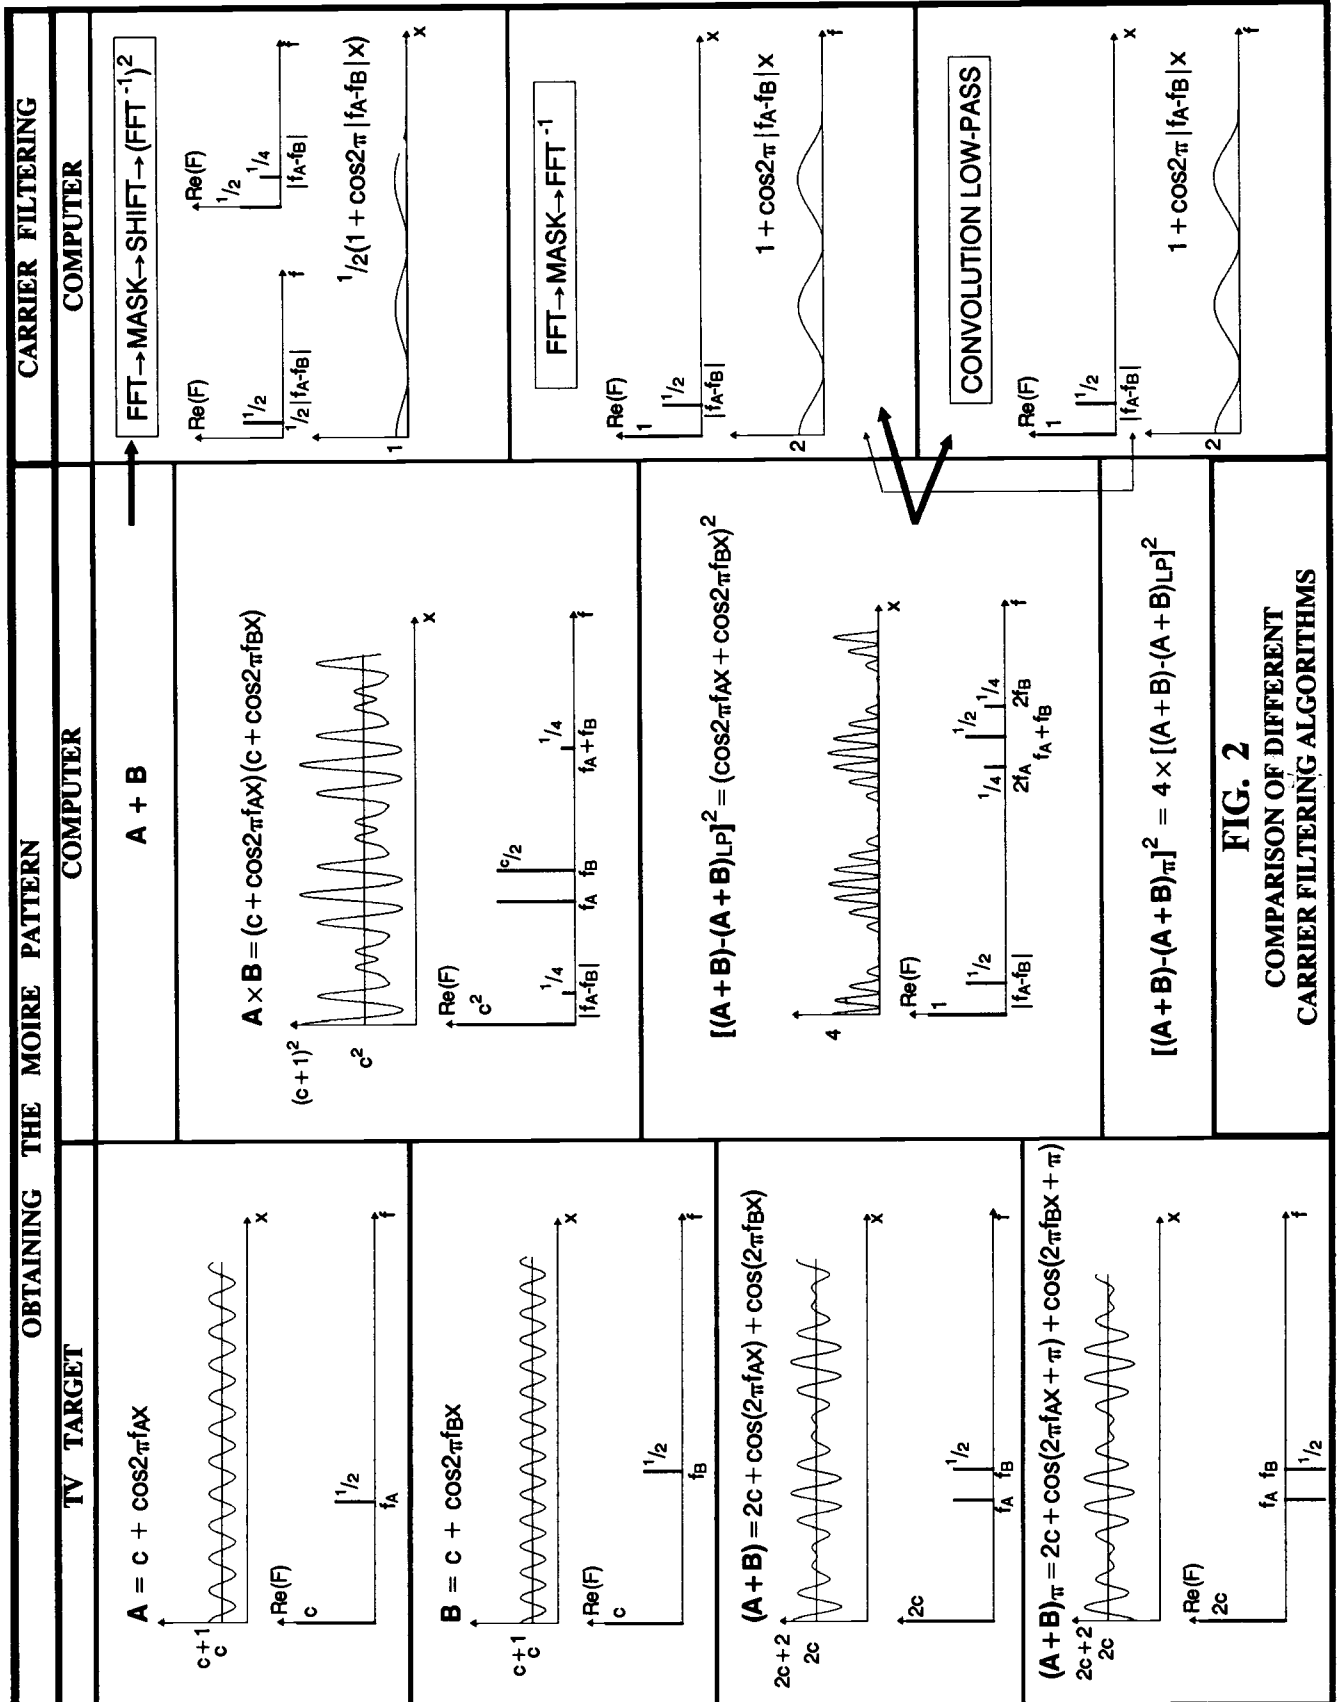 OBTAINING THE MOIRE PATTERN
CARRIER FILTERING
TV TARGET
COMPUTER
COMPUTER
A = c + cos2πfAx
c+1
c
x
Re(F)
c
1/2
fA
f
B = c + cos2πfBx
c+1
c
x
Re(F)
c
1/2
fB
f
(A+B) = 2c + cos(2πfAx) + cos(2πfBx)
2c+2
2c
x
2c
1/2
fA fB
f
(A+B)π = 2c + cos(2πfAx + π) + cos(2πfBx + π)
2c+2
2c
x
Re(F)
2c
fA fB
1/2
f
A + B
A × B = (c + cos2πfAx)(c + cos2πfBx)
(c+1)²
c²
x
Re(F)
c²
1/4
c/2
1/4
|fA-fB|
fA
fB
fA+fB
f
[(A+B)-(A+B)LP]² = (cos2πfAx + cos2πfBx)²
4
x
Re(F)
1
1/2
1/4
1/2
1/4
|fA-fB|
2fA
2fB
fA+fB
f
[(A+B)-(A+B)π]² = 4 × [(A+B)-(A+B)LP]²
FIG. 2
COMPARISON OF DIFFERENT
CARRIER FILTERING ALGORITHMS
FFT→MASK→SHIFT→(FFT⁻¹)²
Re(F)
1/2
1/2|fA-fB|
f
Re(F)
1/2
1/4
|fA-fB|
f
1/2(1 + cos2π|fA-fB|x)
1
x
FFT→MASK→FFT⁻¹
Re(F)
1
1/2
|fA-fB|
x
1 + cos2π|fA-fB|x
2
f
CONVOLUTION LOW-PASS
Re(F)
1
1/2
|fA-fB|
x
1 + cos2π|fA-fB|x
2
f